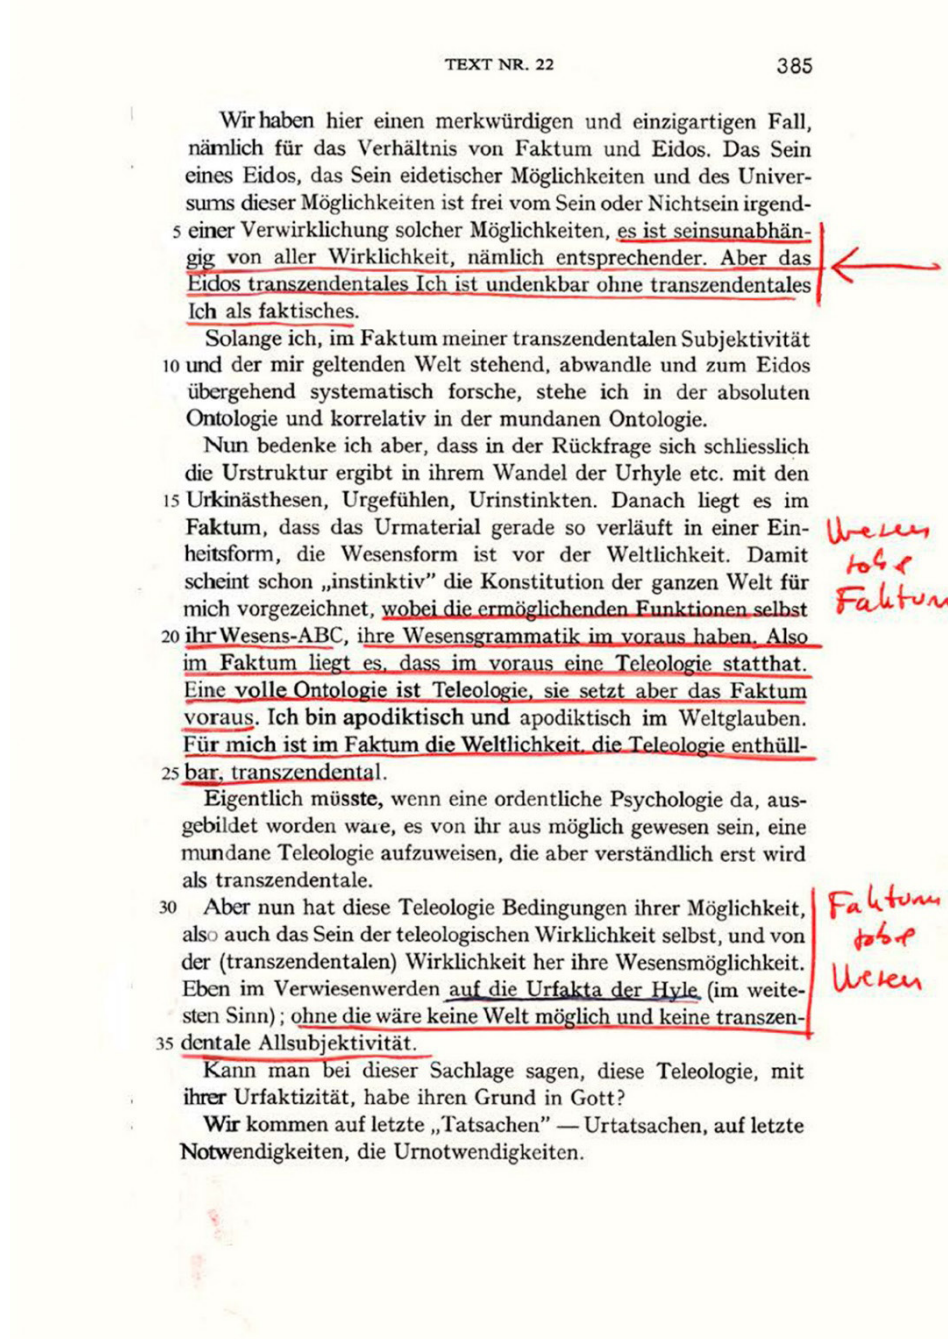 TEXT NR. 22 385
Wir haben hier einen merkwürdigen und einzigartigen Fall,
nämlich für das Verhältnis von Faktum und Eidos. Das Sein
eines Eidos, das Sein eidetischer Möglichkeiten und des Univer-
sums dieser Möglichkeiten ist frei vom Sein oder Nichtsein irgend-
5 einer Verwirklichung solcher Möglichkeiten, es ist seinsunabhän-
gig von aller Wirklichkeit, nämlich entsprechender. Aber das
Eidos transzendentales Ich ist undenkbar ohne transzendentales
Ich als faktisches.
Solange ich, im Faktum meiner transzendentalen Subjektivität
10 und der mir geltenden Welt stehend, abwandle und zum Eidos
übergehend systematisch forsche, stehe ich in der absoluten
Ontologie und korrelativ in der mundanen Ontologie.
Nun bedenke ich aber, dass in der Rückfrage sich schliesslich
die Urstruktur ergibt in ihrem Wandel der Urhyle etc. mit den
15 Urkinästhesen, Urgefühlen, Urinstinkten. Danach liegt es im
Faktum, dass das Urmaterial gerade so verläuft in einer Ein-
heitsform, die Wesensform ist vor der Weltlichkeit. Damit
scheint schon „instinktiv" die Konstitution der ganzen Welt für
mich vorgezeichnet, wobei die ermöglichenden Funktionen selbst
20 ihr Wesens-ABC, ihre Wesensgrammatik im voraus haben. Also
im Faktum liegt es, dass im voraus eine Teleologie statthat.
Eine volle Ontologie ist Teleologie, sie setzt aber das Faktum
voraus. Ich bin apodiktisch und apodiktisch im Weltglauben.
Für mich ist im Faktum die Weltlichkeit, die Teleologie enthüll-
25 bar, transzendental.
Wesen
Faktum
Eigentlich müsste, wenn eine ordentliche Psychologie da, aus-
gebildet worden wäre, es von ihr aus möglich gewesen sein, eine
mundane Teleologie aufzuweisen, die aber verständlich erst wird
als transzendentale.
30 Aber nun hat diese Teleologie Bedingungen ihrer Möglichkeit,
also auch das Sein der teleologischen Wirklichkeit selbst, und von
der (transzendentalen) Wirklichkeit her ihre Wesensmöglichkeit.
Eben im Verwiesenwerden auf die Urfakta der Hyle (im weite-
sten Sinn); ohne die wäre keine Welt möglich und keine transzen-
35 dentale Allsubjektivität.
Faktum
Wesen
Kann man bei dieser Sachlage sagen, diese Teleologie, mit
ihrer Urfaktizität, habe ihren Grund in Gott?
Wir kommen auf letzte „Tatsachen" — Urtatsachen, auf letzte
Notwendigkeiten, die Urnotwendigkeiten.